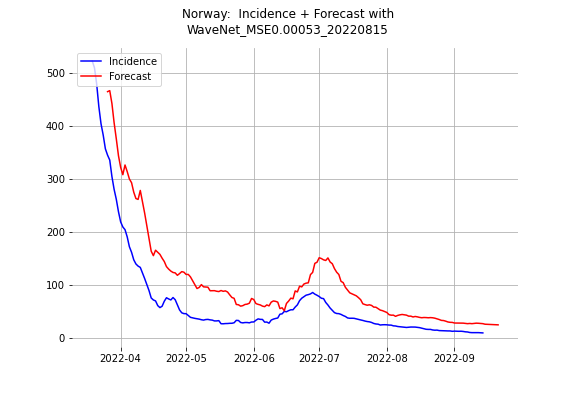 Norway:  Incidence + Forecast with
WaveNet_MSE0.00053_20220815
Incidence
Forecast
500
400
300
200
100
0
2022-04 2022-05 2022-06 2022-07 2022-08 2022-09